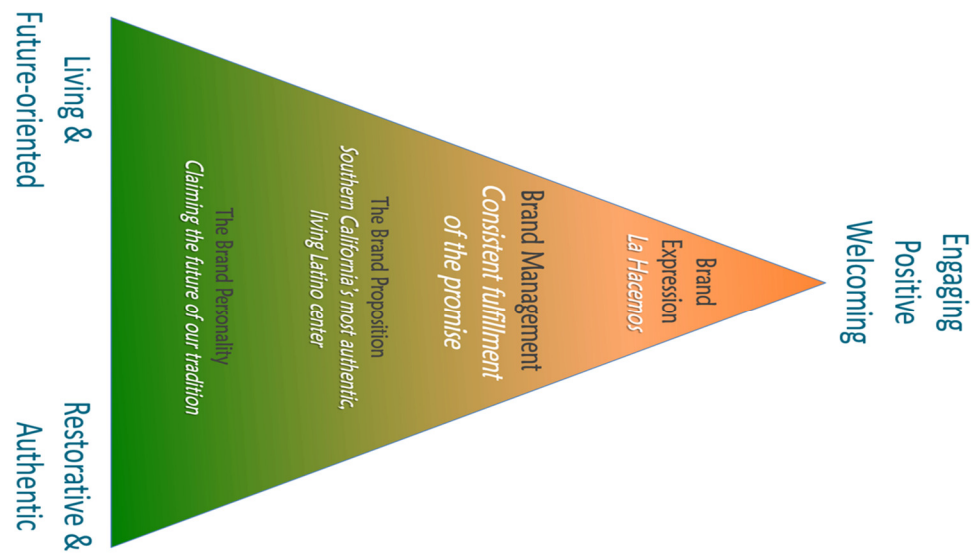 Engaging
Positive
Welcoming
Brand
Expression
La Hacemos
Brand Management
Consistent fulfillment
of the promise
The Brand Proposition
Southern California's most authentic,
living Latino center
The Brand Personality
Claiming the future of our tradition
Living &
Future-oriented
Restorative &
Authentic